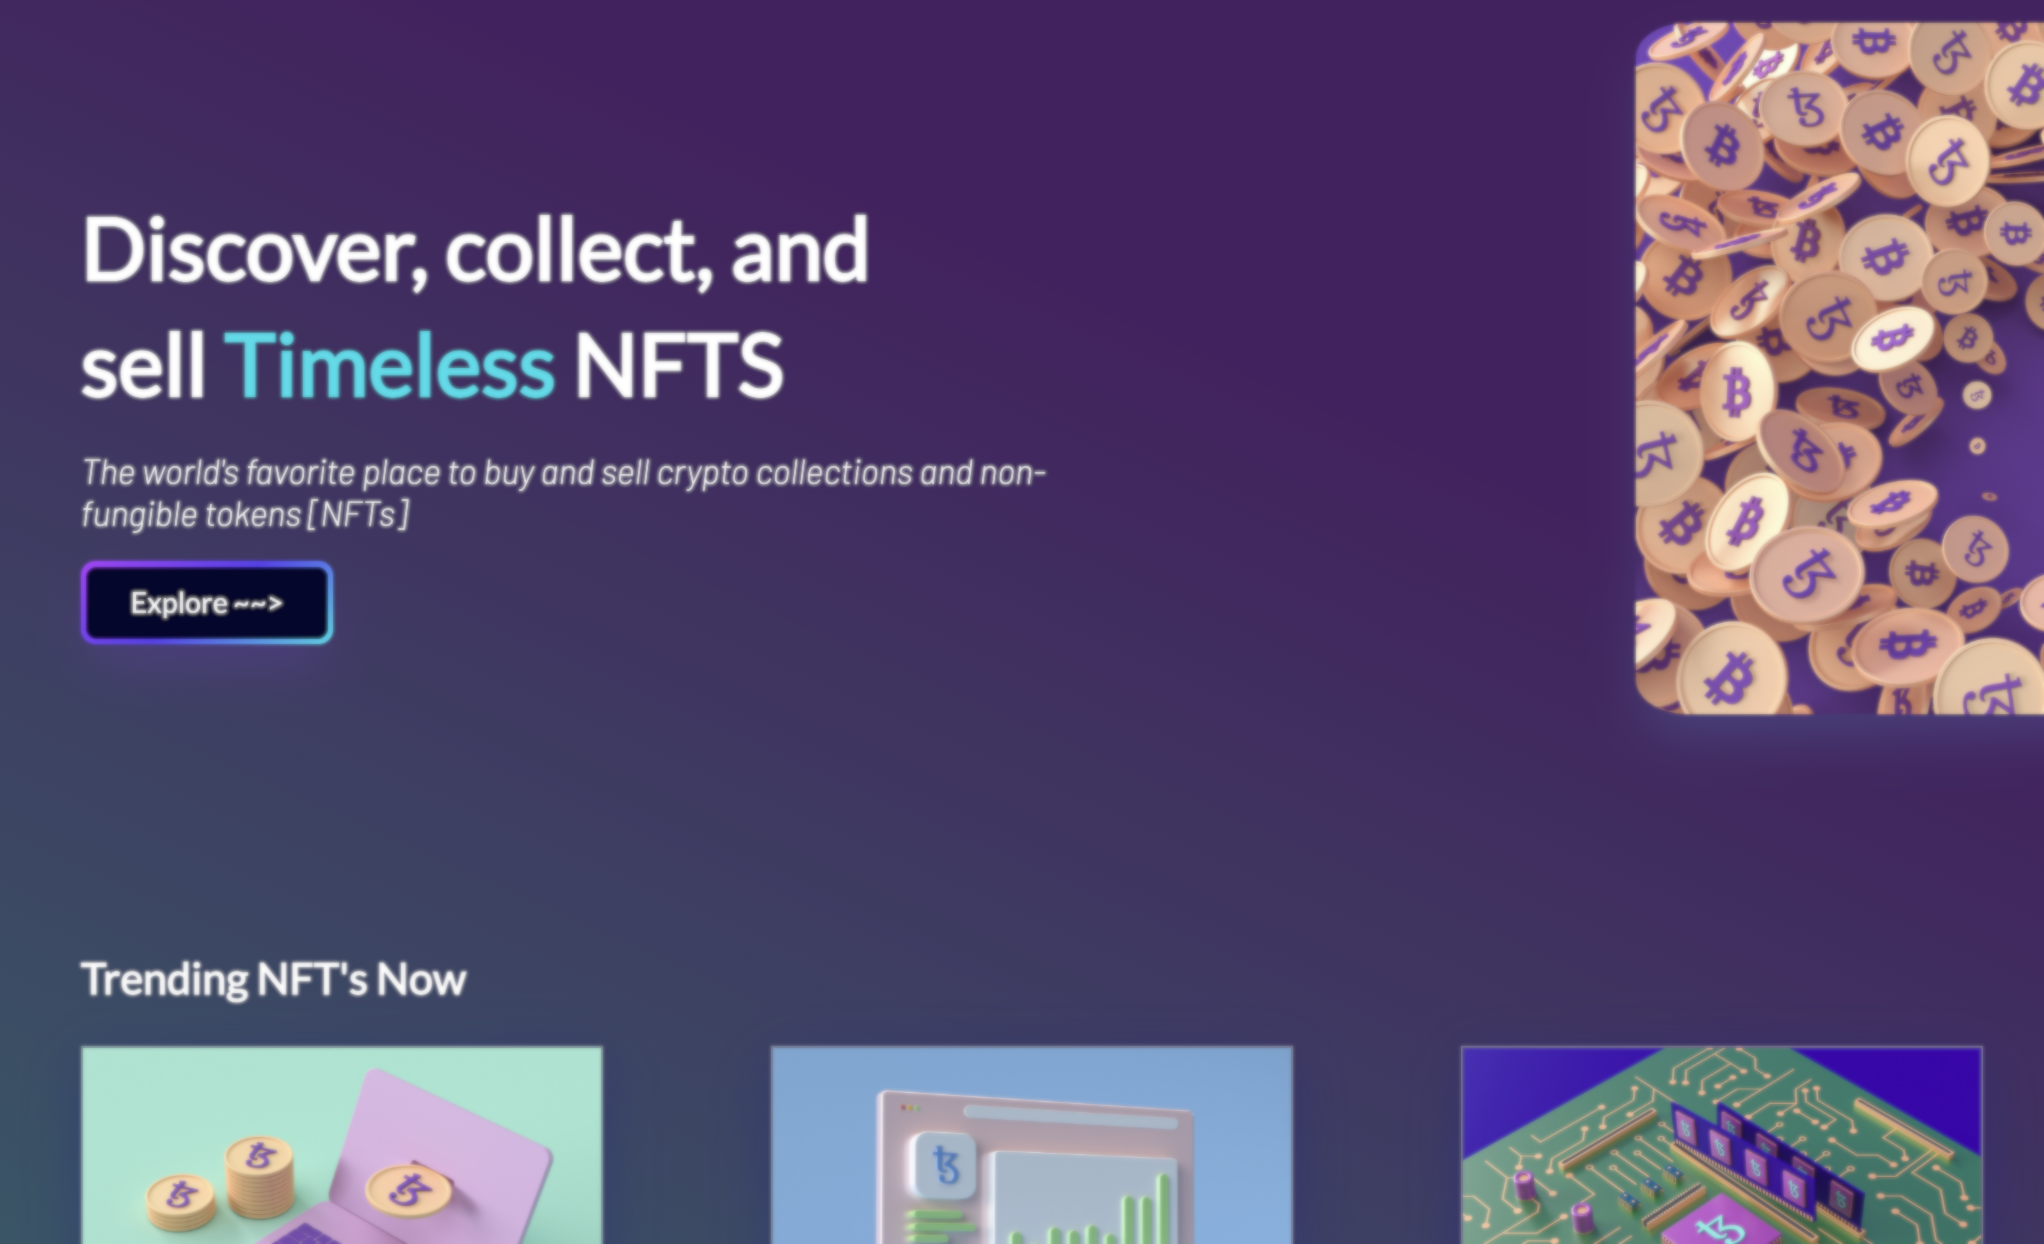 Discover, collect, and
sell Timeless NFTS
The world's favorite place to buy and sell crypto collections and non-
fungible tokens [NFTs]
Explore ~~>
Trending NFT's Now